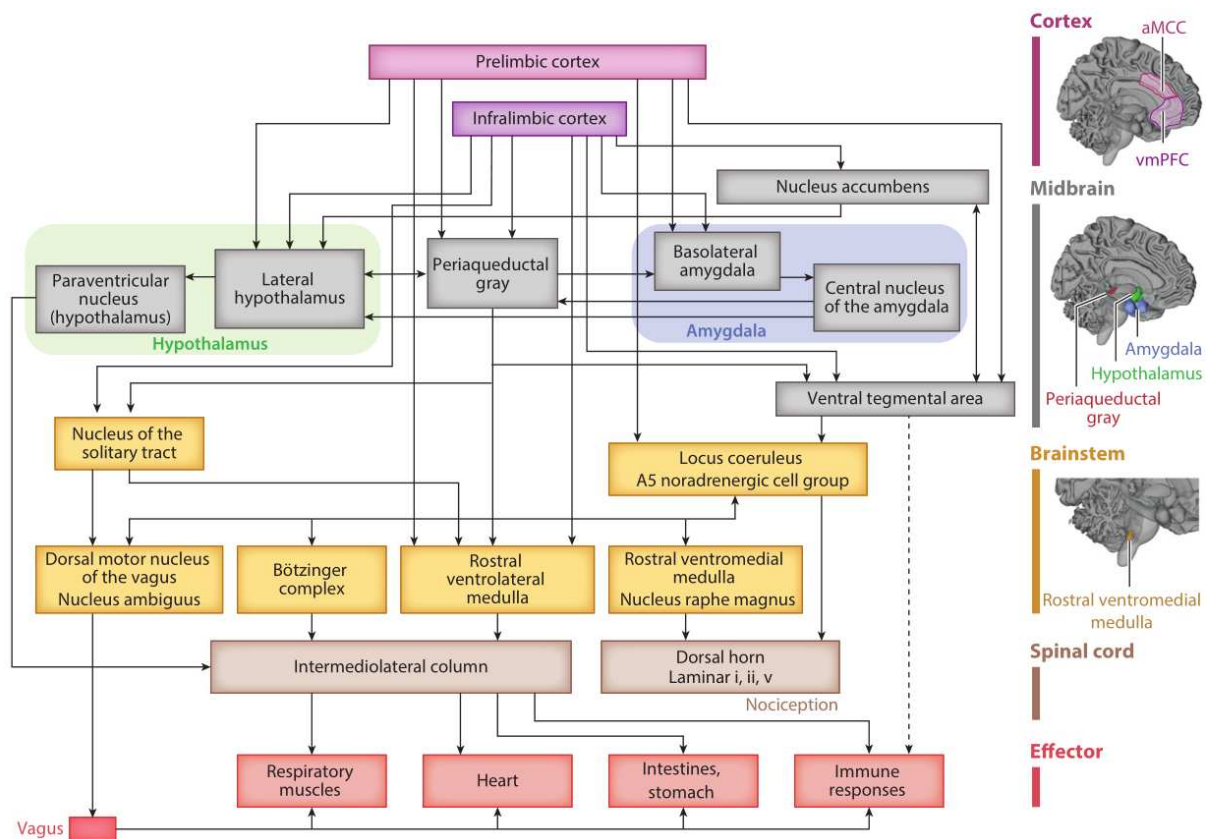 Cortex
aMCC
vmPFC
Prelimbic cortex
Infralimbic cortex
Nucleus accumbens
Midbrain
Paraventricular
nucleus
(hypothalamus)
Lateral
hypothalamus
Hypothalamus
Periaqueductal
gray
Basolateral
amygdala
Central nucleus
of the amygdala
Amygdala
Amygdala
Hypothalamus
Periaqueductal
gray
Ventral tegmental area
Nucleus of the
solitary tract
Locus coeruleus
A5 noradrenergic cell group
Brainstem
Dorsal motor nucleus
of the vagus
Nucleus ambiguus
Bötzinger
complex
Rostral
ventrolateral
medulla
Rostral ventromedial
medulla
Nucleus raphe magnus
Rostral ventromedial
medulla
Intermediolateral column
Dorsal horn
Laminar i, ii, v
Nociception
Spinal cord
Respiratory
muscles
Heart
Intestines,
stomach
Immune
responses
Effector
Vagus